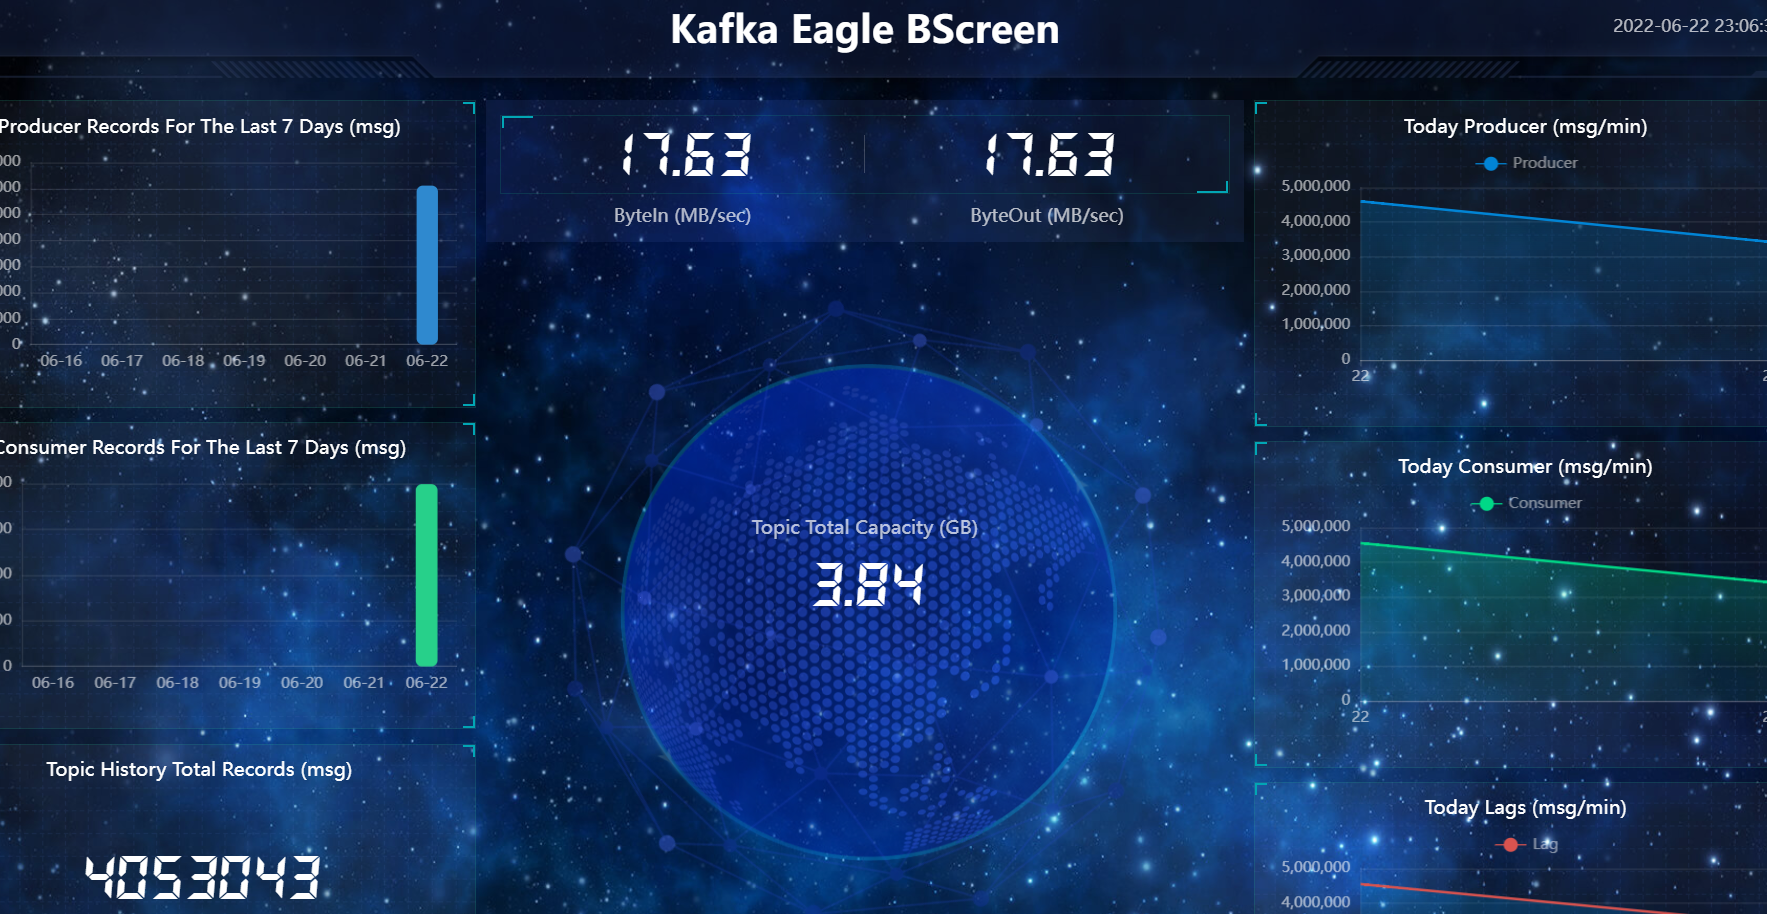 Kafka Eagle BScreen
2022-06-22 23:06:3
Producer Records For The Last 7 Days (msg)
000
000
000
000
000
000
000
0
06-16 06-17 06-18 06-19 06-20 06-21 06-22
Consumer Records For The Last 7 Days (msg)
00
00
00
00
0
06-16 06-17 06-18 06-19 06-20 06-21 06-22
Topic History Total Records (msg)
4053043
17.63
ByteIn (MB/sec)
17.63
ByteOut (MB/sec)
Topic Total Capacity (GB)
3.84
Today Producer (msg/min)
Producer
5,000,000
4,000,000
3,000,000
2,000,000
1,000,000
0
22
Today Consumer (msg/min)
Consumer
5,000,000
4,000,000
3,000,000
2,000,000
1,000,000
0
22
Today Lags (msg/min)
Lag
5,000,000
4,000,000